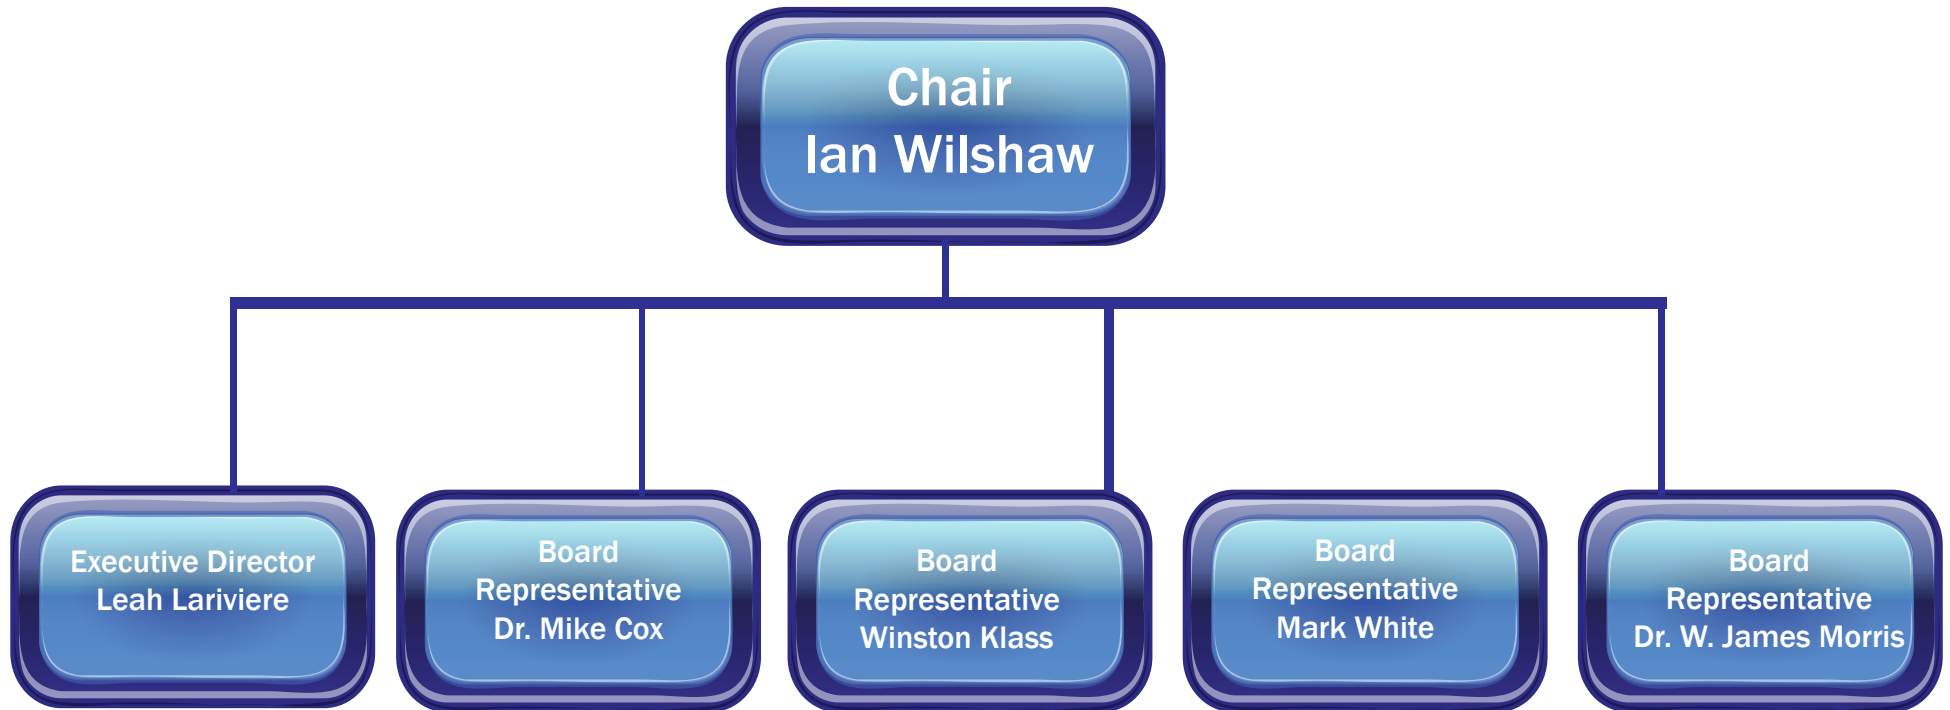 Chair
Ian Wilshaw
Executive Director
Leah Lariviere
Board
Representative
Dr. Mike Cox
Board
Representative
Winston Klass
Board
Representative
Mark White
Board
Representative
Dr. W. James Morris